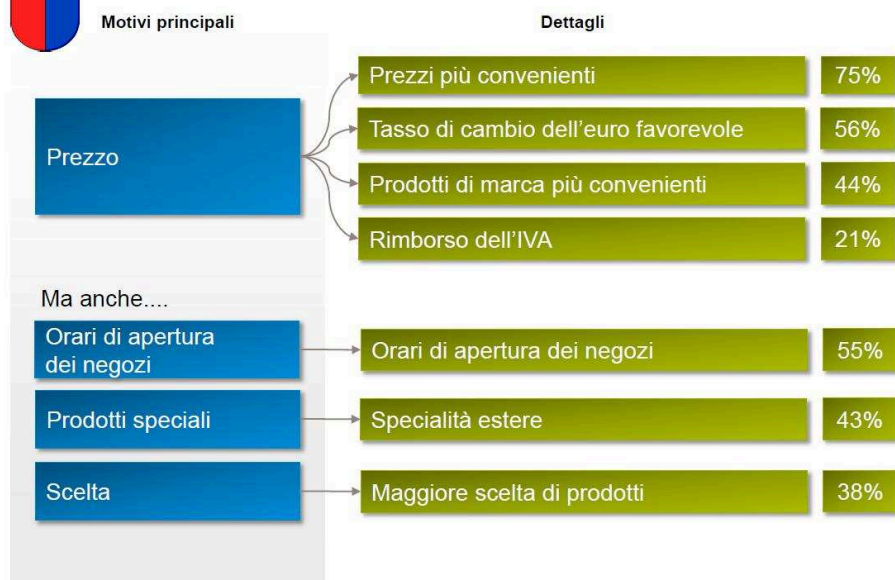 Motivi principali
Dettagli
Prezzo
Prezzi più convenienti 75%
Tasso di cambio dell'euro favorevole 56%
Prodotti di marca più convenienti 44%
Rimborso dell'IVA 21%
Ma anche....
Orari di apertura
dei negozi
Orari di apertura dei negozi 55%
Prodotti speciali
Specialità estere 43%
Scelta
Maggiore scelta di prodotti 38%